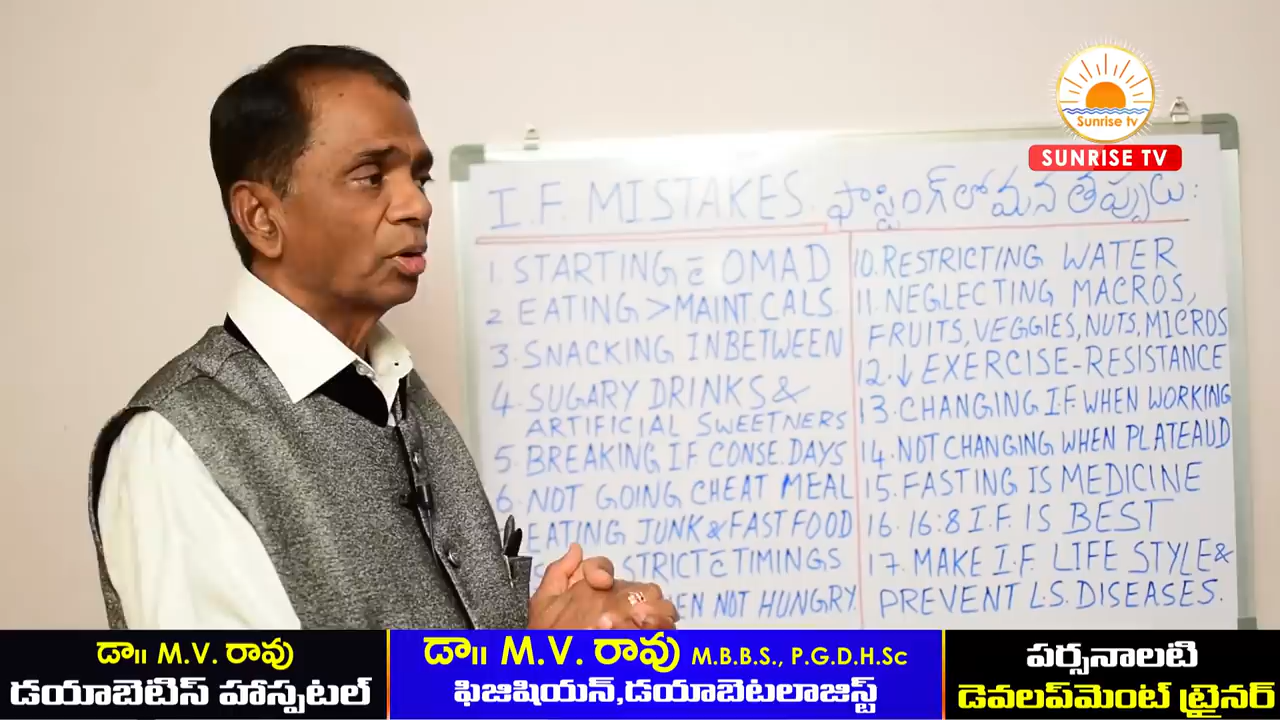 Sunrise tv
SUNRISE TV
I.F. MISTAKES. ఫాస్టింగ్‌లో మన తప్పులు :
1. STARTING c̄ OMAD
2 EATING >MAINT CALS.
3. SNACKING INBETWEEN
4. SUGARY DRINKS &
ARTIFICIAL SWEETNERS
5. BREAKING IF CONSE. DAYS
6. NOT GOING CHEAT MEAL
EATING JUNK & FAST FOOD
STRICT c̄ TIMINGS
NOT HUNGRY.
10. RESTRICTING WATER
11. NEGLECTING MACROS,
FRUITS, VEGGIES, NUTS, MICROS
12. ↓ EXERCISE-RESISTANCE
13. CHANGING I.F. WHEN WORKING
14. NOT CHANGING WHEN PLATEAUD
15. FASTING IS MEDICINE
16. 16:8 I.F. IS BEST
17. MAKE I.F. LIFE STYLE &
PREVENT L.S. DISEASES.
డాıı M.V. రావు
డయాబెటిస్ హాస్పటల్
డాıı M.V. రావు M.B.B.S., P.G.D.H.Sc
ఫిజిషియన్,డయాబెటలాజిస్ట్
పర్సనాలటి
డెవలప్‌మెంట్ ట్రైనర్